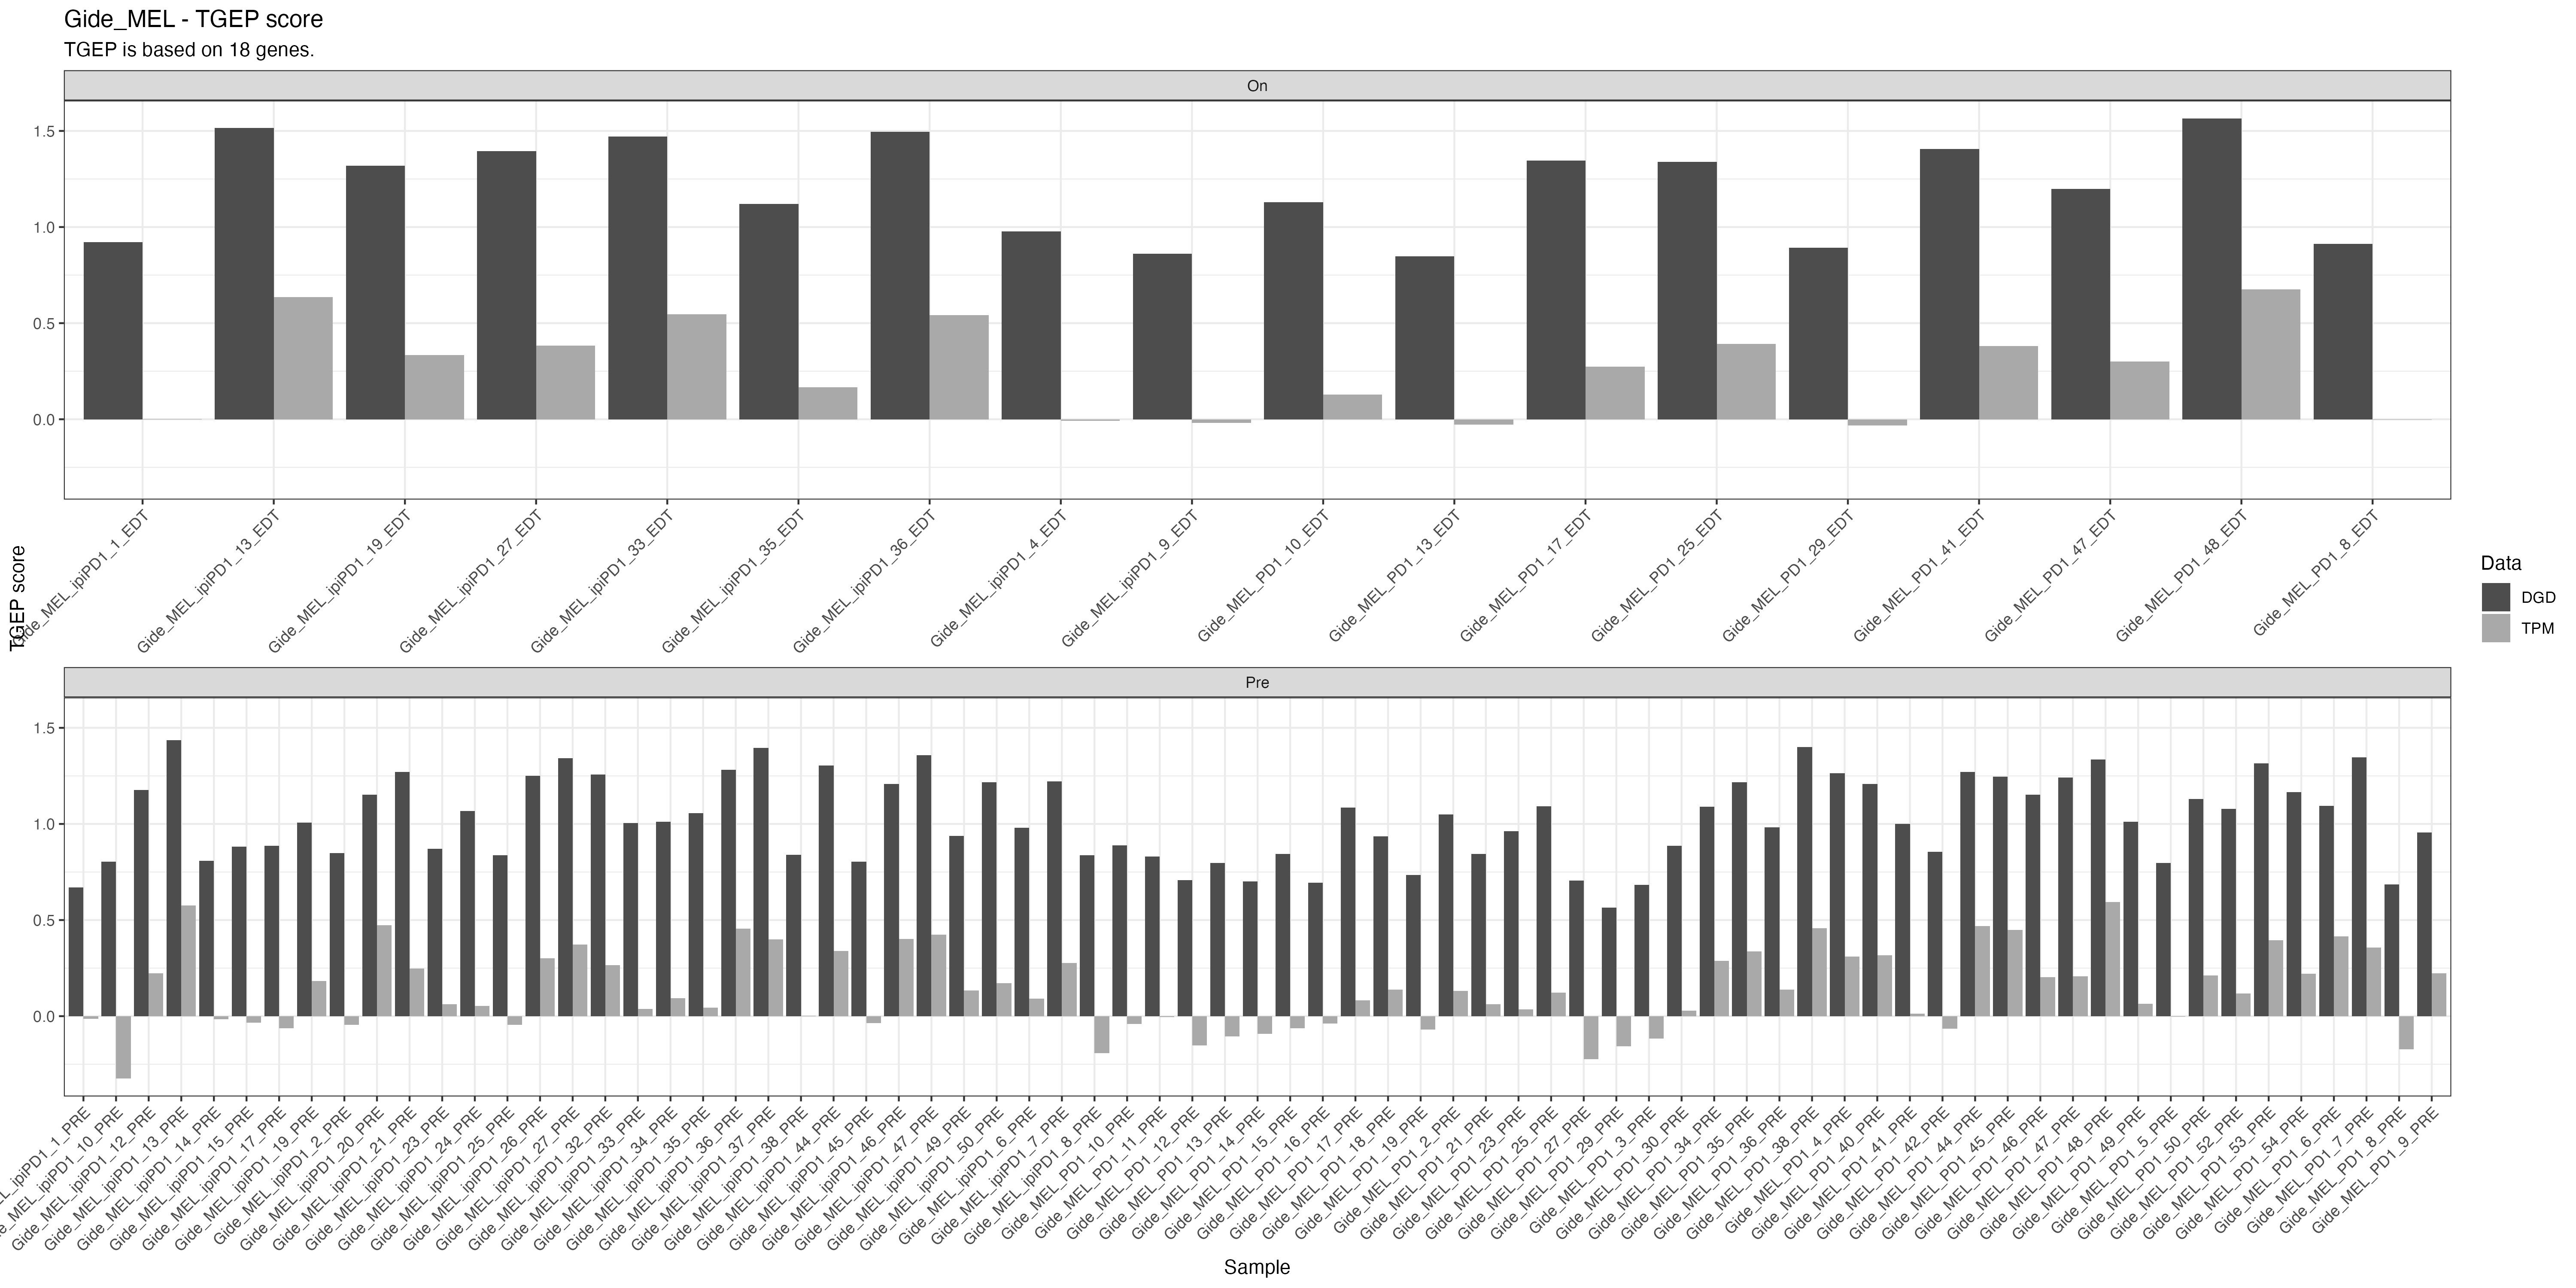 Gide_MEL - TGEP score
TGEP is based on 18 genes.
On
1.5
1.0
0.5
0.0
Gide_MEL_ipiPD1_1_EDT
Gide_MEL_ipiPD1_13_EDT
Gide_MEL_ipiPD1_19_EDT
Gide_MEL_ipiPD1_27_EDT
Gide_MEL_ipiPD1_33_EDT
Gide_MEL_ipiPD1_35_EDT
Gide_MEL_ipiPD1_36_EDT
Gide_MEL_ipiPD1_4_EDT
Gide_MEL_ipiPD1_9_EDT
Gide_MEL_PD1_10_EDT
Gide_MEL_PD1_13_EDT
Gide_MEL_PD1_17_EDT
Gide_MEL_PD1_25_EDT
Gide_MEL_PD1_29_EDT
Gide_MEL_PD1_41_EDT
Gide_MEL_PD1_47_EDT
Gide_MEL_PD1_48_EDT
Gide_MEL_PD1_8_EDT
TGEP score
Data
DGD
TPM
Pre
1.5
1.0
0.5
0.0
EL_ipiPD1_1_PRE
de_MEL_ipiPD1_10_PRE
Gide_MEL_ipiPD1_12_PRE
Gide_MEL_ipiPD1_13_PRE
Gide_MEL_ipiPD1_14_PRE
Gide_MEL_ipiPD1_15_PRE
Gide_MEL_ipiPD1_17_PRE
Gide_MEL_ipiPD1_19_PRE
Gide_MEL_ipiPD1_2_PRE
Gide_MEL_ipiPD1_20_PRE
Gide_MEL_ipiPD1_21_PRE
Gide_MEL_ipiPD1_23_PRE
Gide_MEL_ipiPD1_24_PRE
Gide_MEL_ipiPD1_25_PRE
Gide_MEL_ipiPD1_26_PRE
Gide_MEL_ipiPD1_27_PRE
Gide_MEL_ipiPD1_32_PRE
Gide_MEL_ipiPD1_33_PRE
Gide_MEL_ipiPD1_34_PRE
Gide_MEL_ipiPD1_35_PRE
Gide_MEL_ipiPD1_36_PRE
Gide_MEL_ipiPD1_37_PRE
Gide_MEL_ipiPD1_38_PRE
Gide_MEL_ipiPD1_44_PRE
Gide_MEL_ipiPD1_45_PRE
Gide_MEL_ipiPD1_46_PRE
Gide_MEL_ipiPD1_47_PRE
Gide_MEL_ipiPD1_49_PRE
Gide_MEL_ipiPD1_50_PRE
Gide_MEL_ipiPD1_6_PRE
Gide_MEL_ipiPD1_7_PRE
Gide_MEL_ipiPD1_8_PRE
Gide_MEL_PD1_10_PRE
Gide_MEL_PD1_11_PRE
Gide_MEL_PD1_12_PRE
Gide_MEL_PD1_13_PRE
Gide_MEL_PD1_14_PRE
Gide_MEL_PD1_15_PRE
Gide_MEL_PD1_16_PRE
Gide_MEL_PD1_17_PRE
Gide_MEL_PD1_18_PRE
Gide_MEL_PD1_19_PRE
Gide_MEL_PD1_2_PRE
Gide_MEL_PD1_21_PRE
Gide_MEL_PD1_23_PRE
Gide_MEL_PD1_25_PRE
Gide_MEL_PD1_27_PRE
Gide_MEL_PD1_29_PRE
Gide_MEL_PD1_3_PRE
Gide_MEL_PD1_30_PRE
Gide_MEL_PD1_34_PRE
Gide_MEL_PD1_35_PRE
Gide_MEL_PD1_36_PRE
Gide_MEL_PD1_38_PRE
Gide_MEL_PD1_4_PRE
Gide_MEL_PD1_40_PRE
Gide_MEL_PD1_41_PRE
Gide_MEL_PD1_42_PRE
Gide_MEL_PD1_44_PRE
Gide_MEL_PD1_45_PRE
Gide_MEL_PD1_46_PRE
Gide_MEL_PD1_47_PRE
Gide_MEL_PD1_48_PRE
Gide_MEL_PD1_49_PRE
Gide_MEL_PD1_5_PRE
Gide_MEL_PD1_50_PRE
Gide_MEL_PD1_52_PRE
Gide_MEL_PD1_53_PRE
Gide_MEL_PD1_54_PRE
Gide_MEL_PD1_6_PRE
Gide_MEL_PD1_7_PRE
Gide_MEL_PD1_8_PRE
Gide_MEL_PD1_9_PRE
Sample